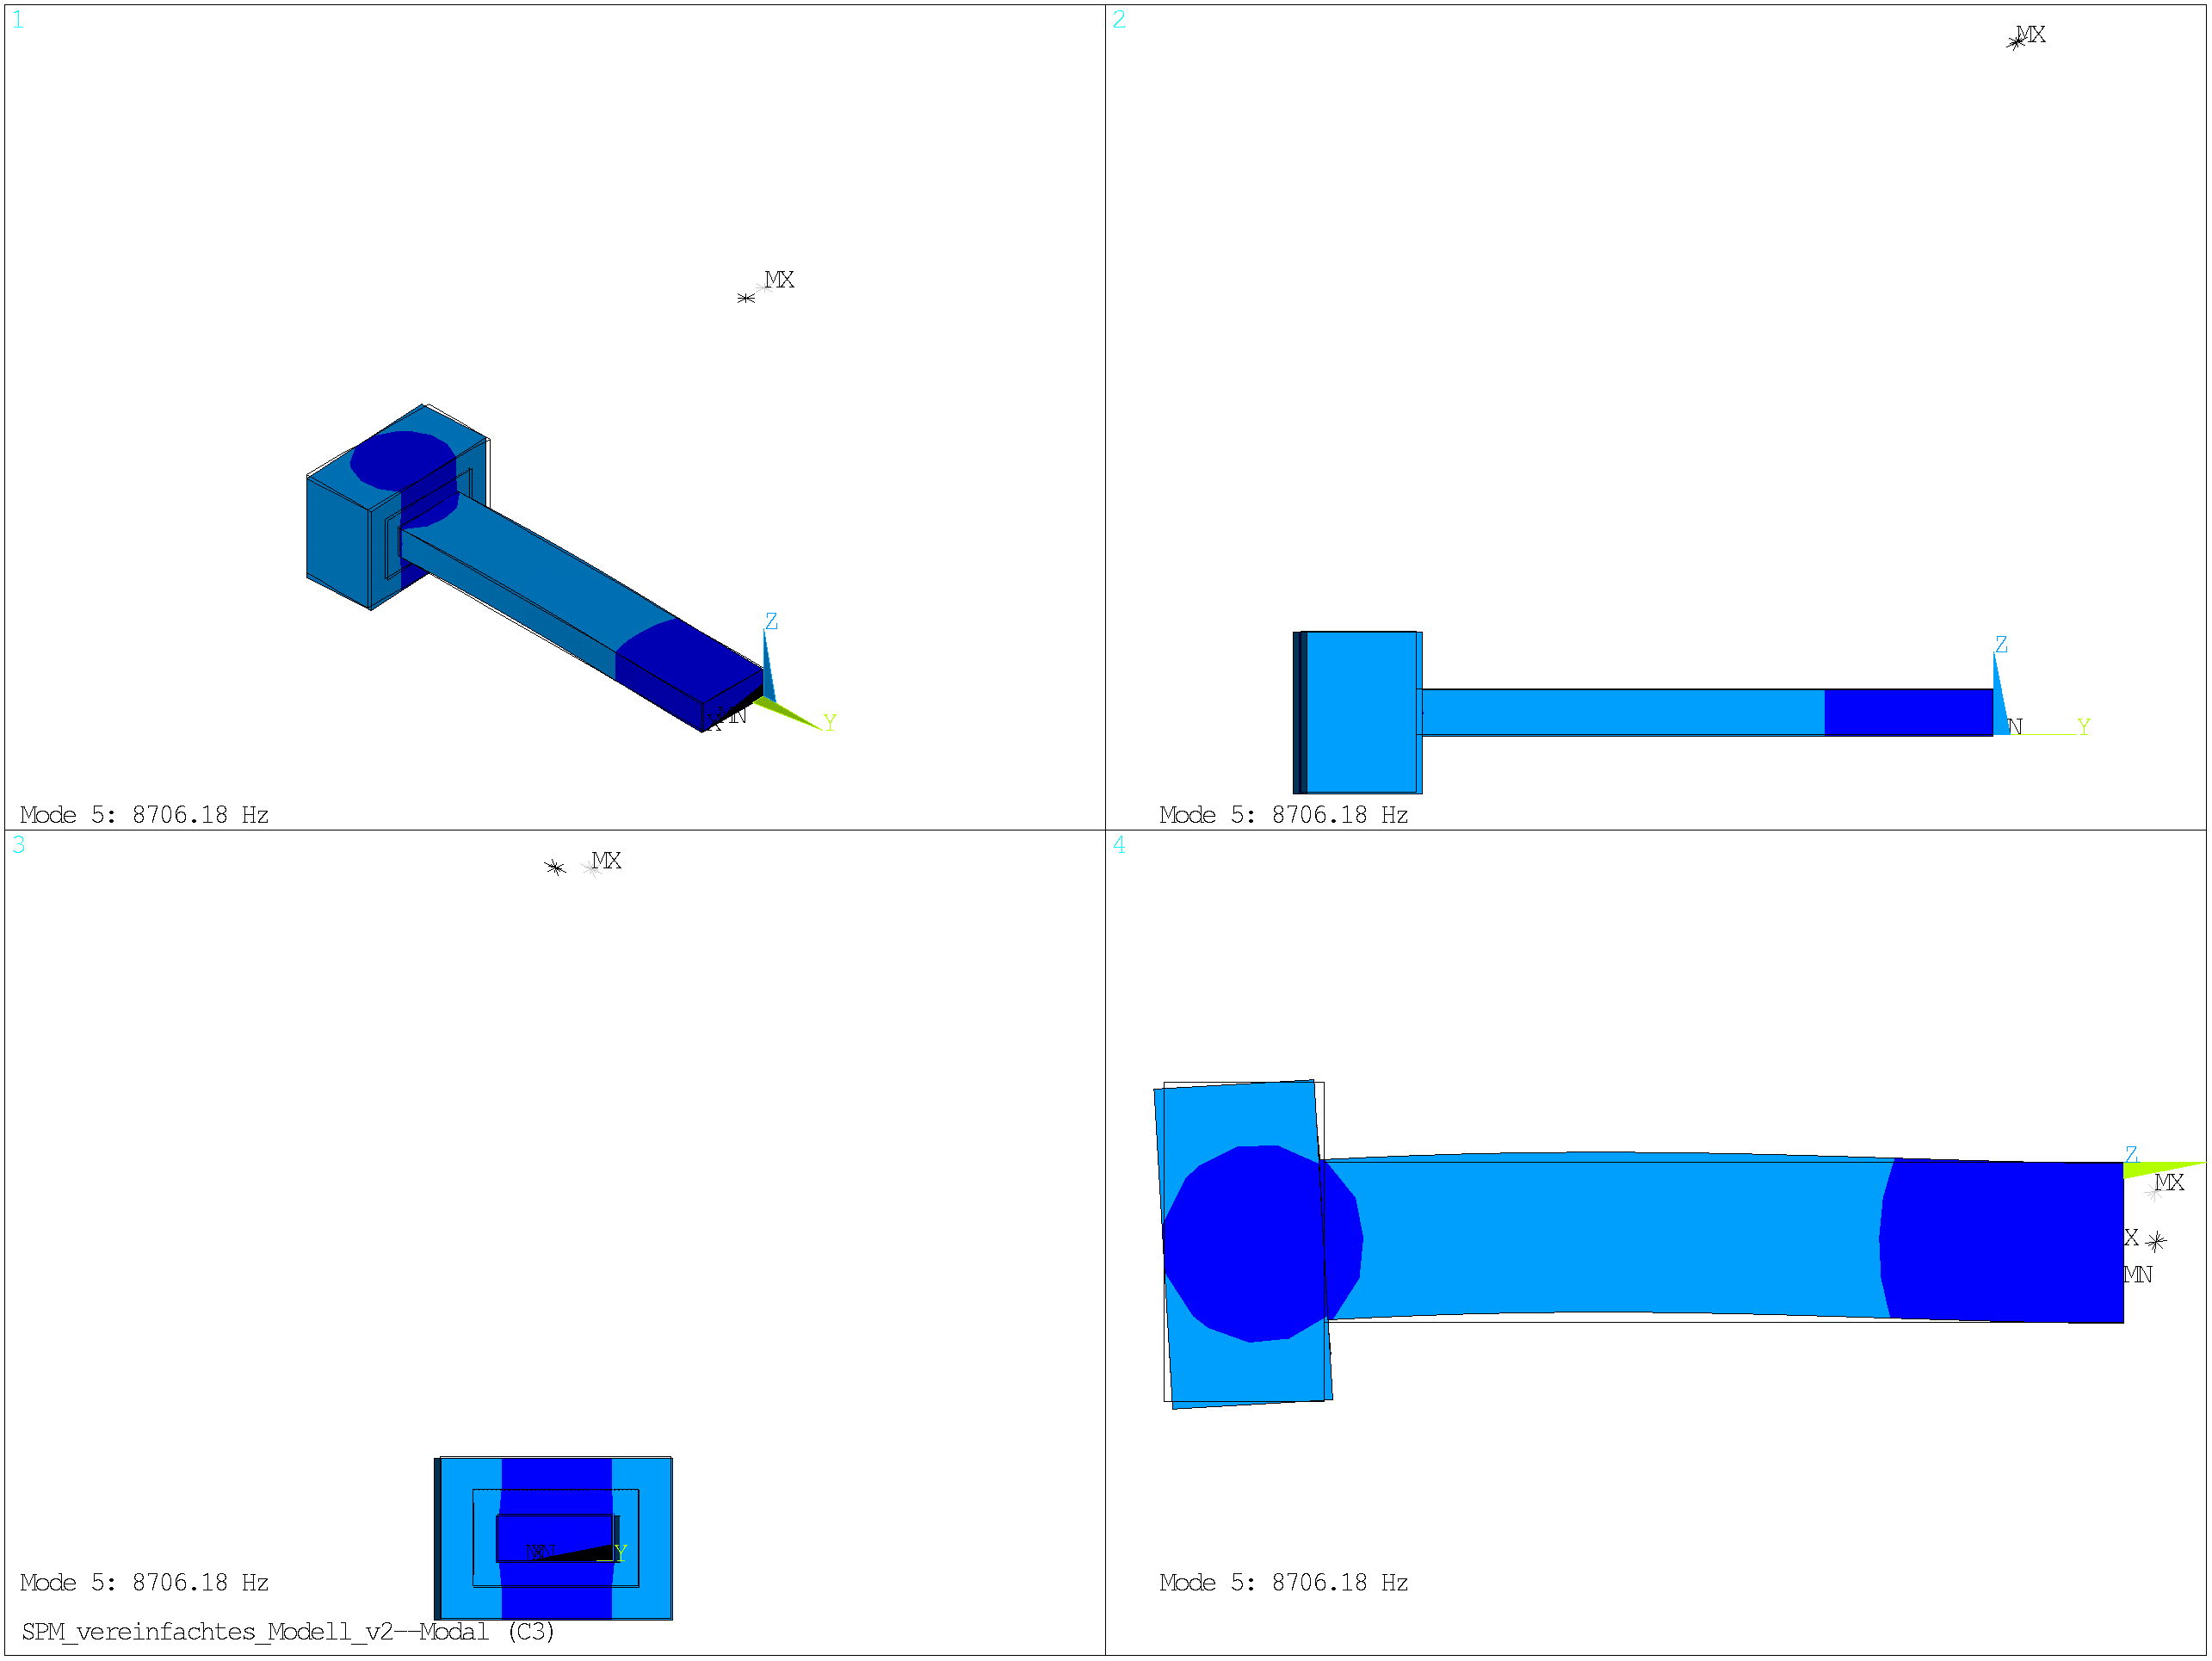 1
MX
Z
X
MN
Y
Mode 5: 8706.18 Hz
2
MX
Z
N
Y
Mode 5: 8706.18 Hz
3
MX
MN
Y
Mode 5: 8706.18 Hz
SPM_vereinfachtes_Modell_v2--Modal (C3)
4
Z
MX
X
MN
Mode 5: 8706.18 Hz